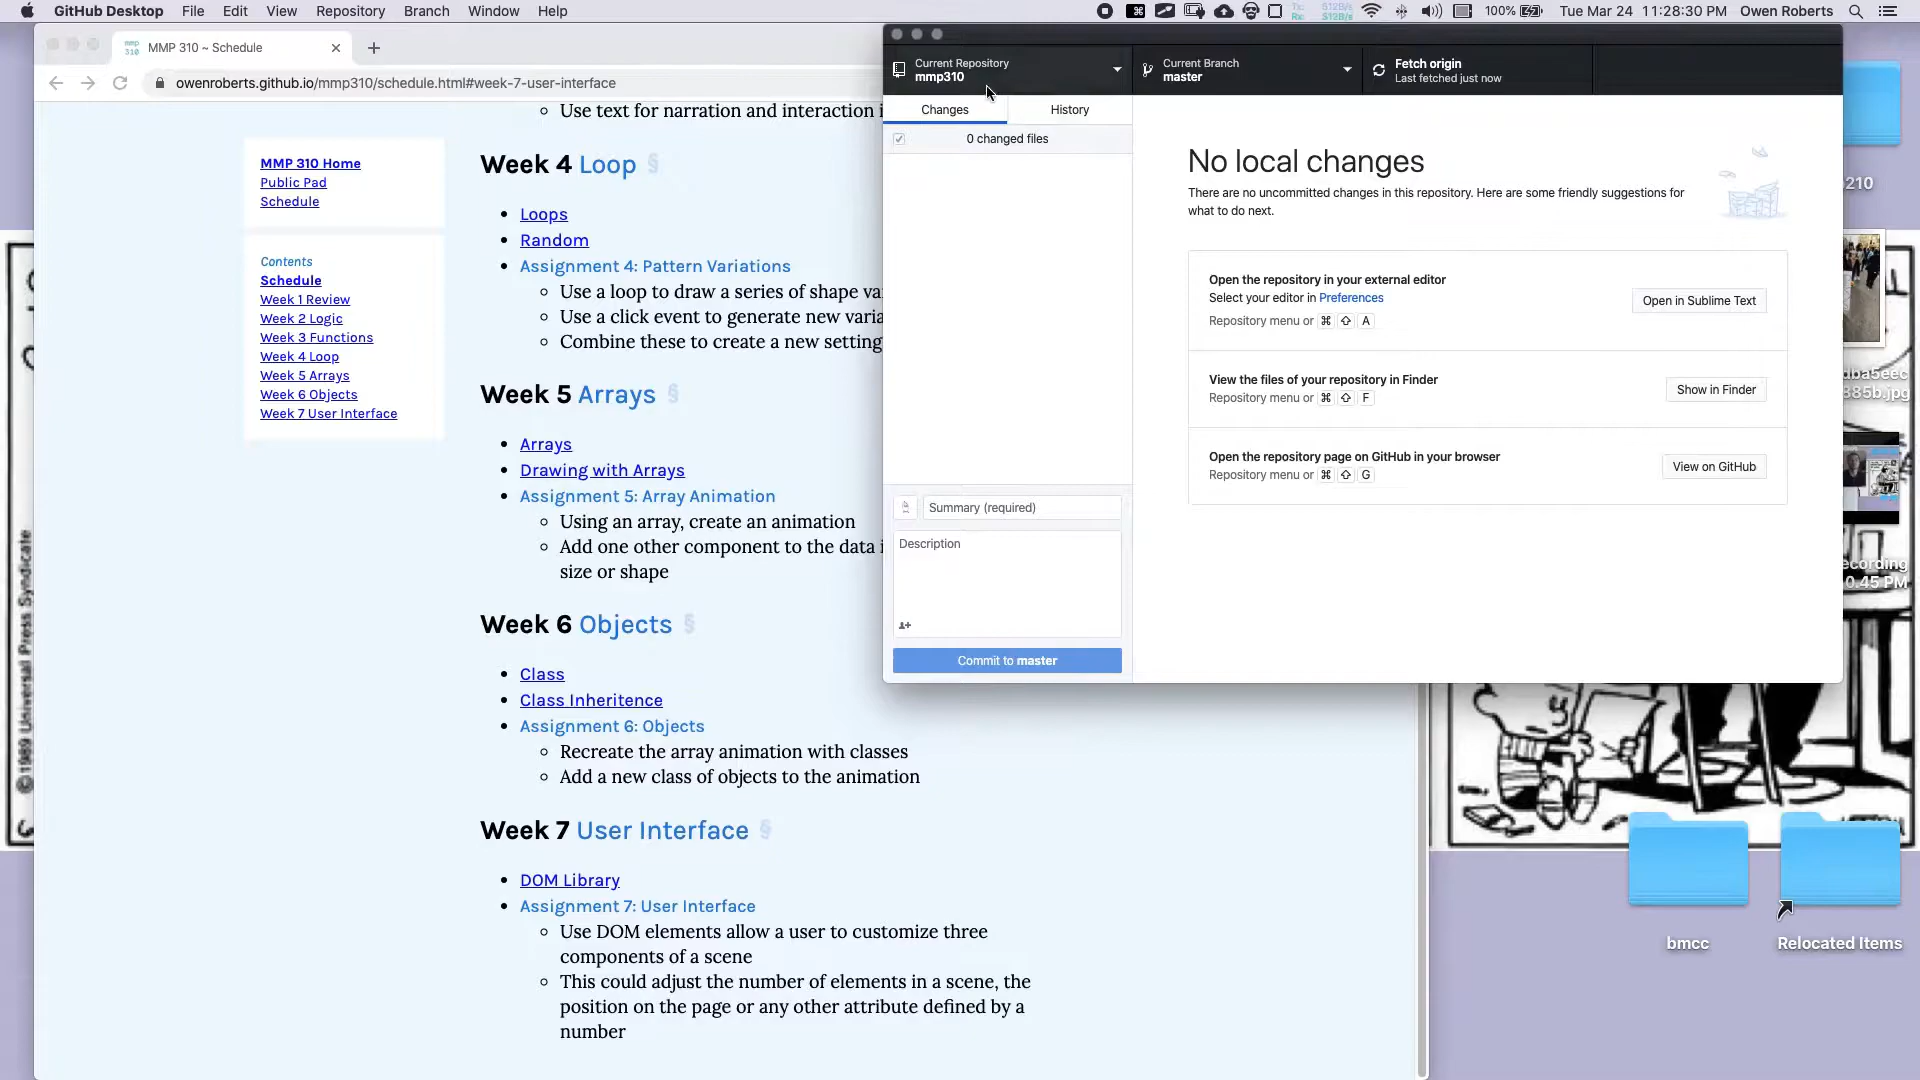 GitHub Desktop File Edit View Repository Branch Window Help
100% Tue Mar 24 11:28:30 PM Owen Roberts
mmp 310 MMP 310 ~ Schedule
owenroberts.github.io/mmp310/schedule.html#week-7-user-interface
MMP 310 Home
Public Pad
Schedule
Contents
Schedule
Week 1 Review
Week 2 Logic
Week 3 Functions
Week 4 Loop
Week 5 Arrays
Week 6 Objects
Week 7 User Interface
Use text for narration and interaction i
Week 4 Loop §
Loops
Random
Assignment 4: Pattern Variations
Use a loop to draw a series of shape va
Use a click event to generate new varia
Combine these to create a new setting
Week 5 Arrays §
Arrays
Drawing with Arrays
Assignment 5: Array Animation
Using an array, create an animation
Add one other component to the data i
size or shape
Week 6 Objects §
Class
Class Inheritence
Assignment 6: Objects
Recreate the array animation with classes
Add a new class of objects to the animation
Week 7 User Interface §
DOM Library
Assignment 7: User Interface
Use DOM elements allow a user to customize three
components of a scene
This could adjust the number of elements in a scene, the
position on the page or any other attribute defined by a
number
Current Repository
mmp310
Current Branch
master
Fetch origin
Last fetched just now
Changes History
0 changed files
Summary (required)
Description
Commit to master
No local changes
There are no uncommitted changes in this repository. Here are some friendly suggestions for
what to do next.
Open the repository in your external editor
Select your editor in Preferences
Repository menu or ⌘ ⇧ A
Open in Sublime Text
View the files of your repository in Finder
Repository menu or ⌘ ⇧ F
Show in Finder
Open the repository page on GitHub in your browser
Repository menu or ⌘ ⇧ G
View on GitHub
210
dba5eec
385b.jpg
ecording
0.45 PM
bmcc
Relocated Items
© 1989 Universal Press Syndicate